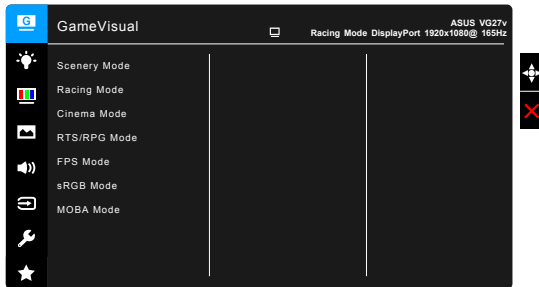 G
GameVisual
ASUS VG27v
Racing Mode DisplayPort 1920x1080@ 165Hz
Scenery Mode
Racing Mode
Cinema Mode
RTS/RPG Mode
FPS Mode
sRGB Mode
MOBA Mode